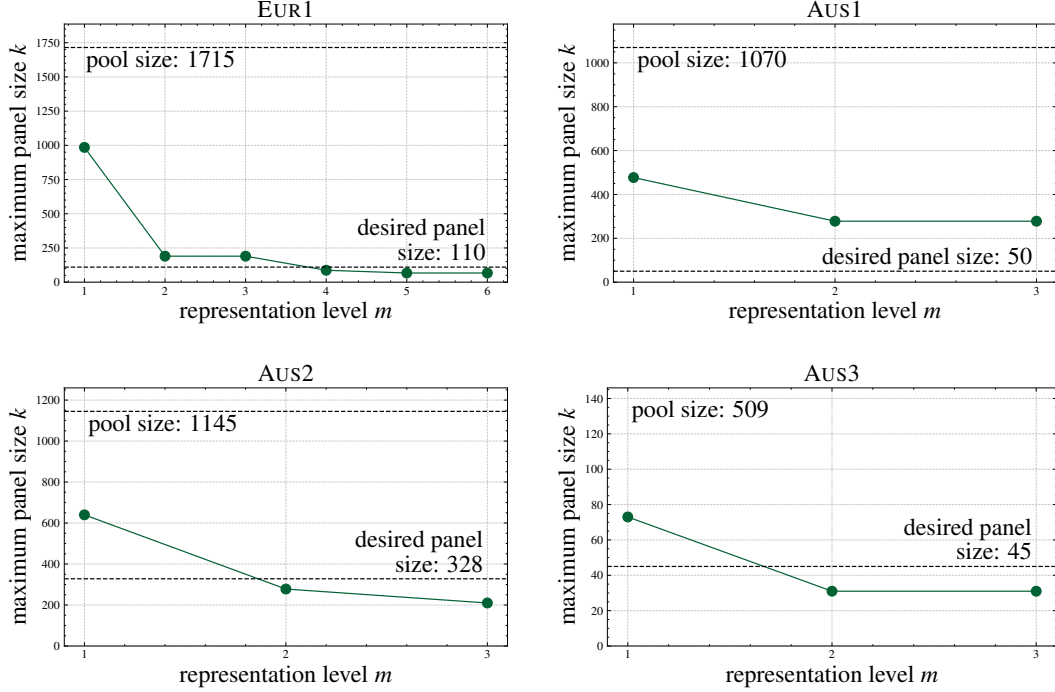 EUR1
maximum panel size k
1750
1500
1250
1000
750
500
250
0
pool size: 1715
desired panel
size: 110
1 2 3 4 5 6
representation level m
AUS1
maximum panel size k
1000
800
600
400
200
0
pool size: 1070
desired panel size: 50
1 2 3
representation level m
AUS2
maximum panel size k
1200
1000
800
600
400
200
0
pool size: 1145
desired panel
size: 328
1 2 3
representation level m
AUS3
maximum panel size k
140
120
100
80
60
40
20
0
pool size: 509
desired panel
size: 45
1 2 3
representation level m